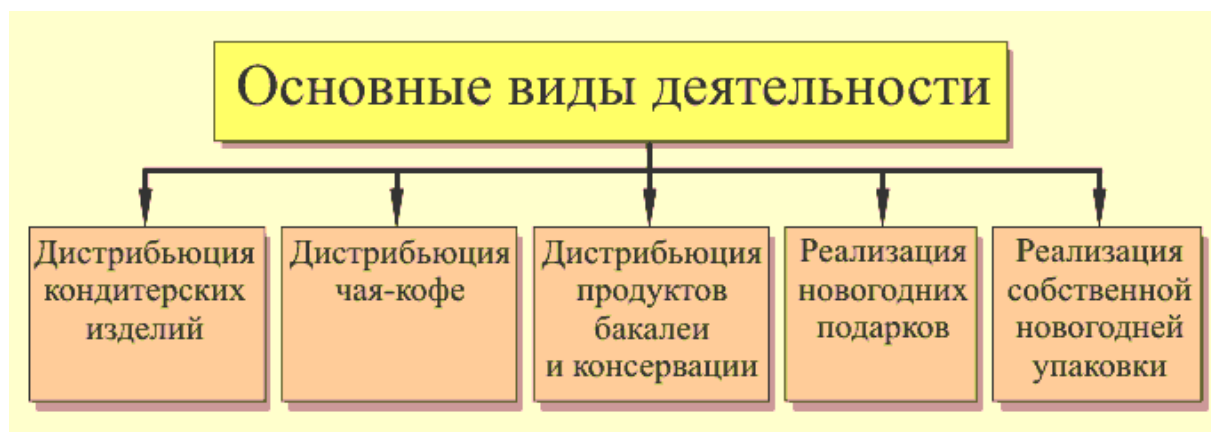 Основные виды деятельности
Дистрибьюция
кондитерских
изделий
Дистрибьюция
чая-кофе
Дистрибьюция
продуктов
бакалеи
и консервации
Реализация
новогодних
подарков
Реализация
собственной
новогодней
упаковки